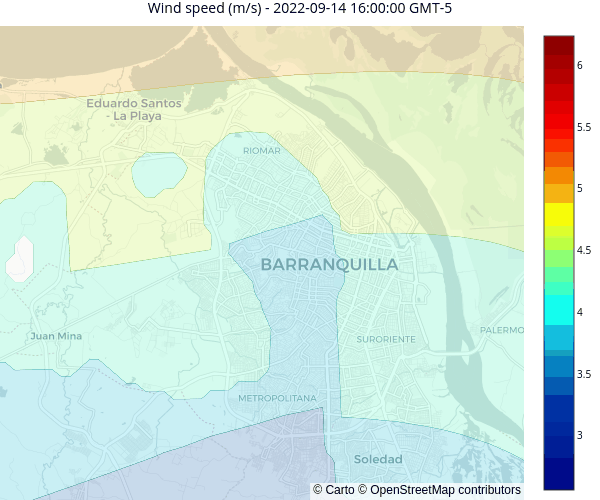 Wind speed (m/s) - 2022-09-14 16:00:00 GMT-5
6
5.5
5
4.5
4
3.5
3
Eduardo Santos
- La Playa
RIOMAR
BARRANQUILLA
PALERMO
Juan Mina
SURORIENTE
METROPOLITANA
Soledad
© Carto © OpenStreetMap contributors